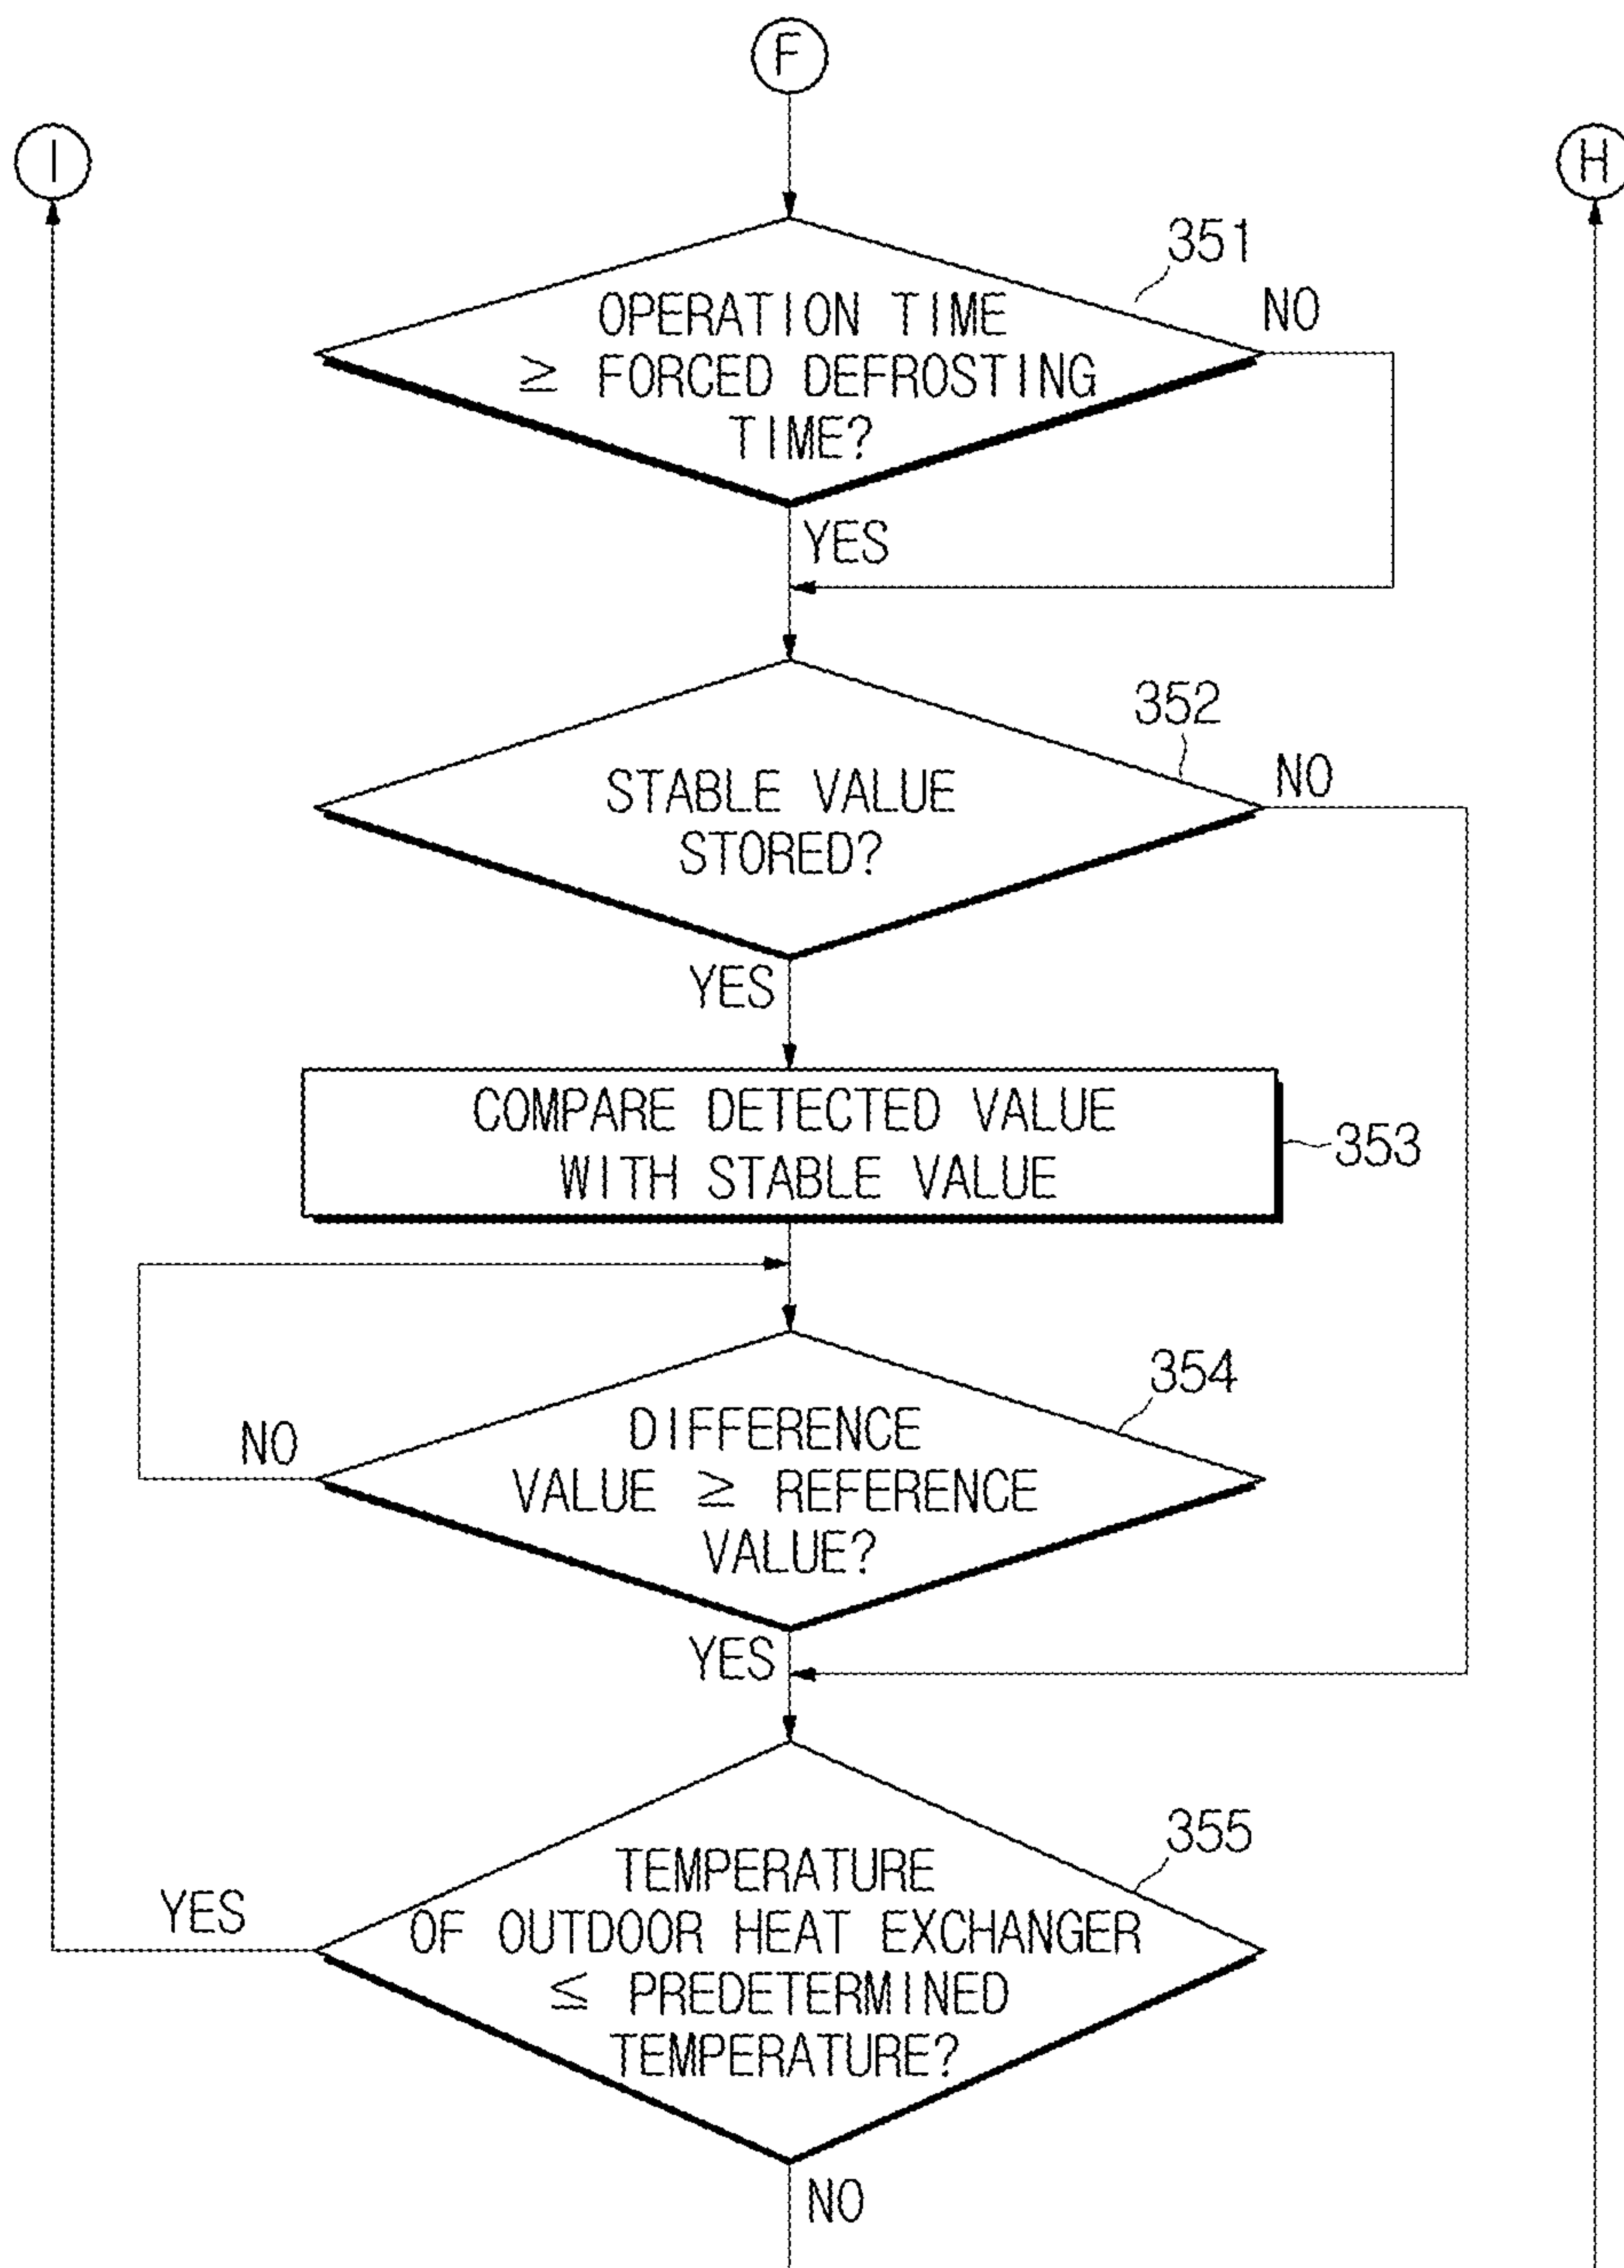 F
I
H
351
OPERATION TIME
≥ FORCED DEFROSTING
TIME?
NO
YES
352
STABLE VALUE
STORED?
NO
YES
COMPARE DETECTED VALUE
WITH STABLE VALUE
353
354
DIFFERENCE
VALUE ≥ REFERENCE
VALUE?
NO
YES
355
TEMPERATURE
OF OUTDOOR HEAT EXCHANGER
≤ PREDETERMINED
TEMPERATURE?
YES
NO